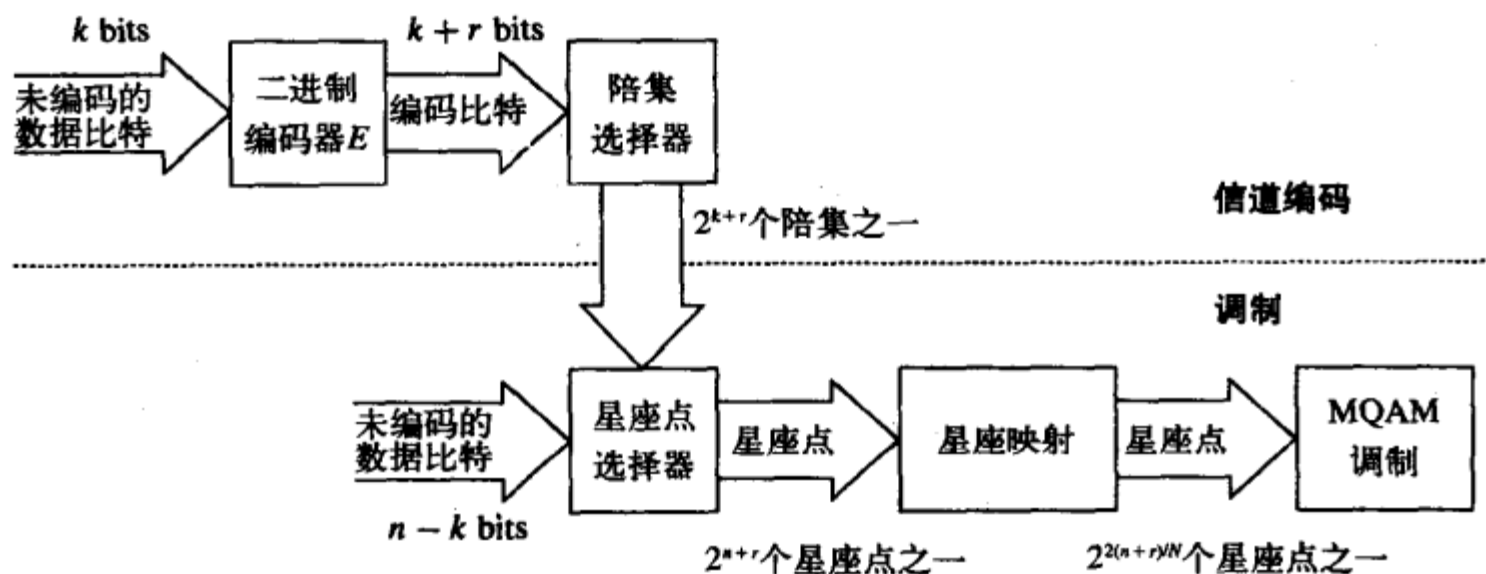 k bits
未编码的
数据比特
二进制
编码器E
k + r bits
编码比特
陪集
选择器
2^{k+r}个陪集之一
信道编码
调制
未编码的
数据比特
n − k bits
星座点
选择器
星座点
2^{n+r}个星座点之一
星座映射
星座点
2^{2(n+r)/N}个星座点之一
MQAM
调制